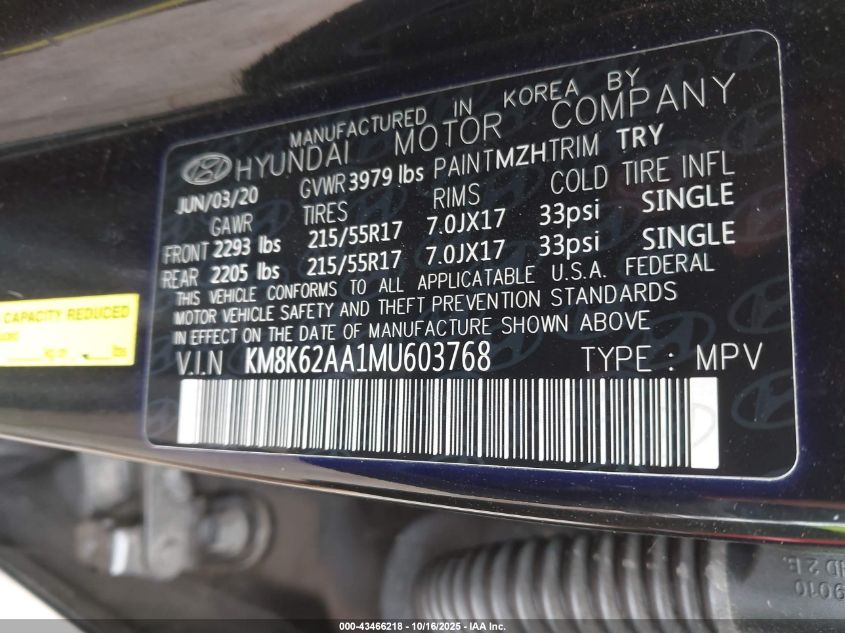 MANUFACTURED IN KOREA BY
HYUNDAI MOTOR COMPANY
JUN/03/20 GVWR 3979 lbs PAINT MZH TRIM TRY
GAWR TIRES RIMS COLD TIRE INFL
FRONT 2293 lbs 215/55R17 7.0JX17 33psi SINGLE
REAR 2205 lbs 215/55R17 7.0JX17 33psi SINGLE
THIS VEHICLE CONFORMS TO ALL APPLICATABLE U.S.A. FEDERAL
MOTOR VEHICLE SAFETY AND THEFT PREVENTION STANDARDS
IN EFFECT ON THE DATE OF MANUFACTURE SHOWN ABOVE
V.I.N KM8K62AA1MU603768 TYPE : MPV
CAPACITY REDUCED
lbs
9010
000-43466218 - 10/16/2025 - IAA Inc.